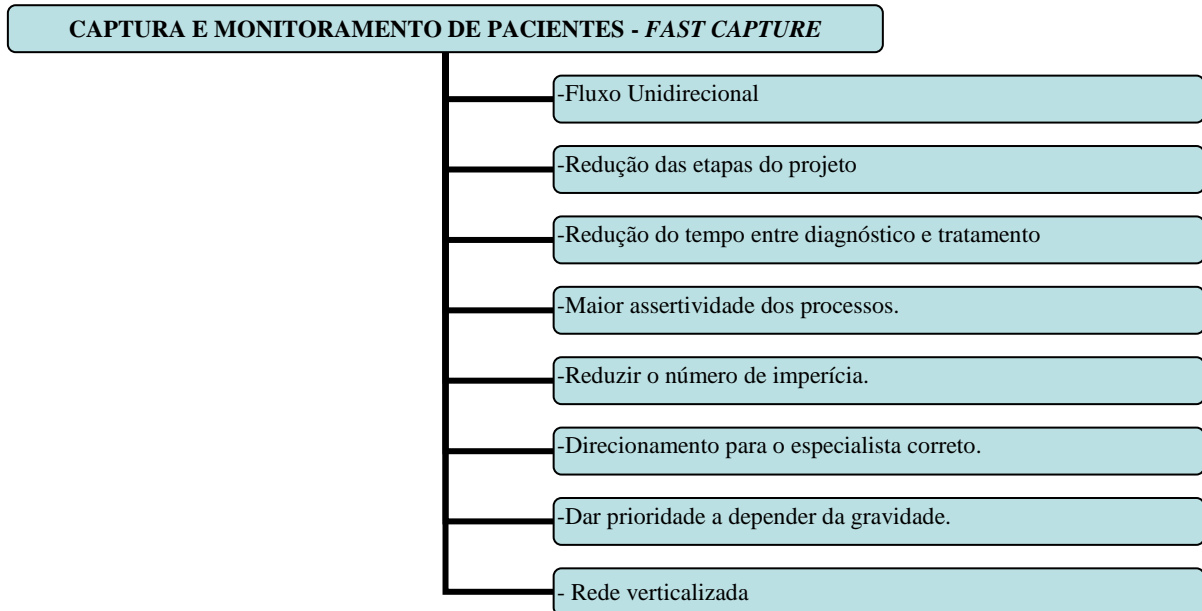 CAPTURA E MONITORAMENTO DE PACIENTES - FAST CAPTURE
-Fluxo Unidirecional
-Redução das etapas do projeto
-Redução do tempo entre diagnóstico e tratamento
-Maior assertividade dos processos.
-Reduzir o número de imperícia.
-Direcionamento para o especialista correto.
-Dar prioridade a depender da gravidade.
- Rede verticalizada